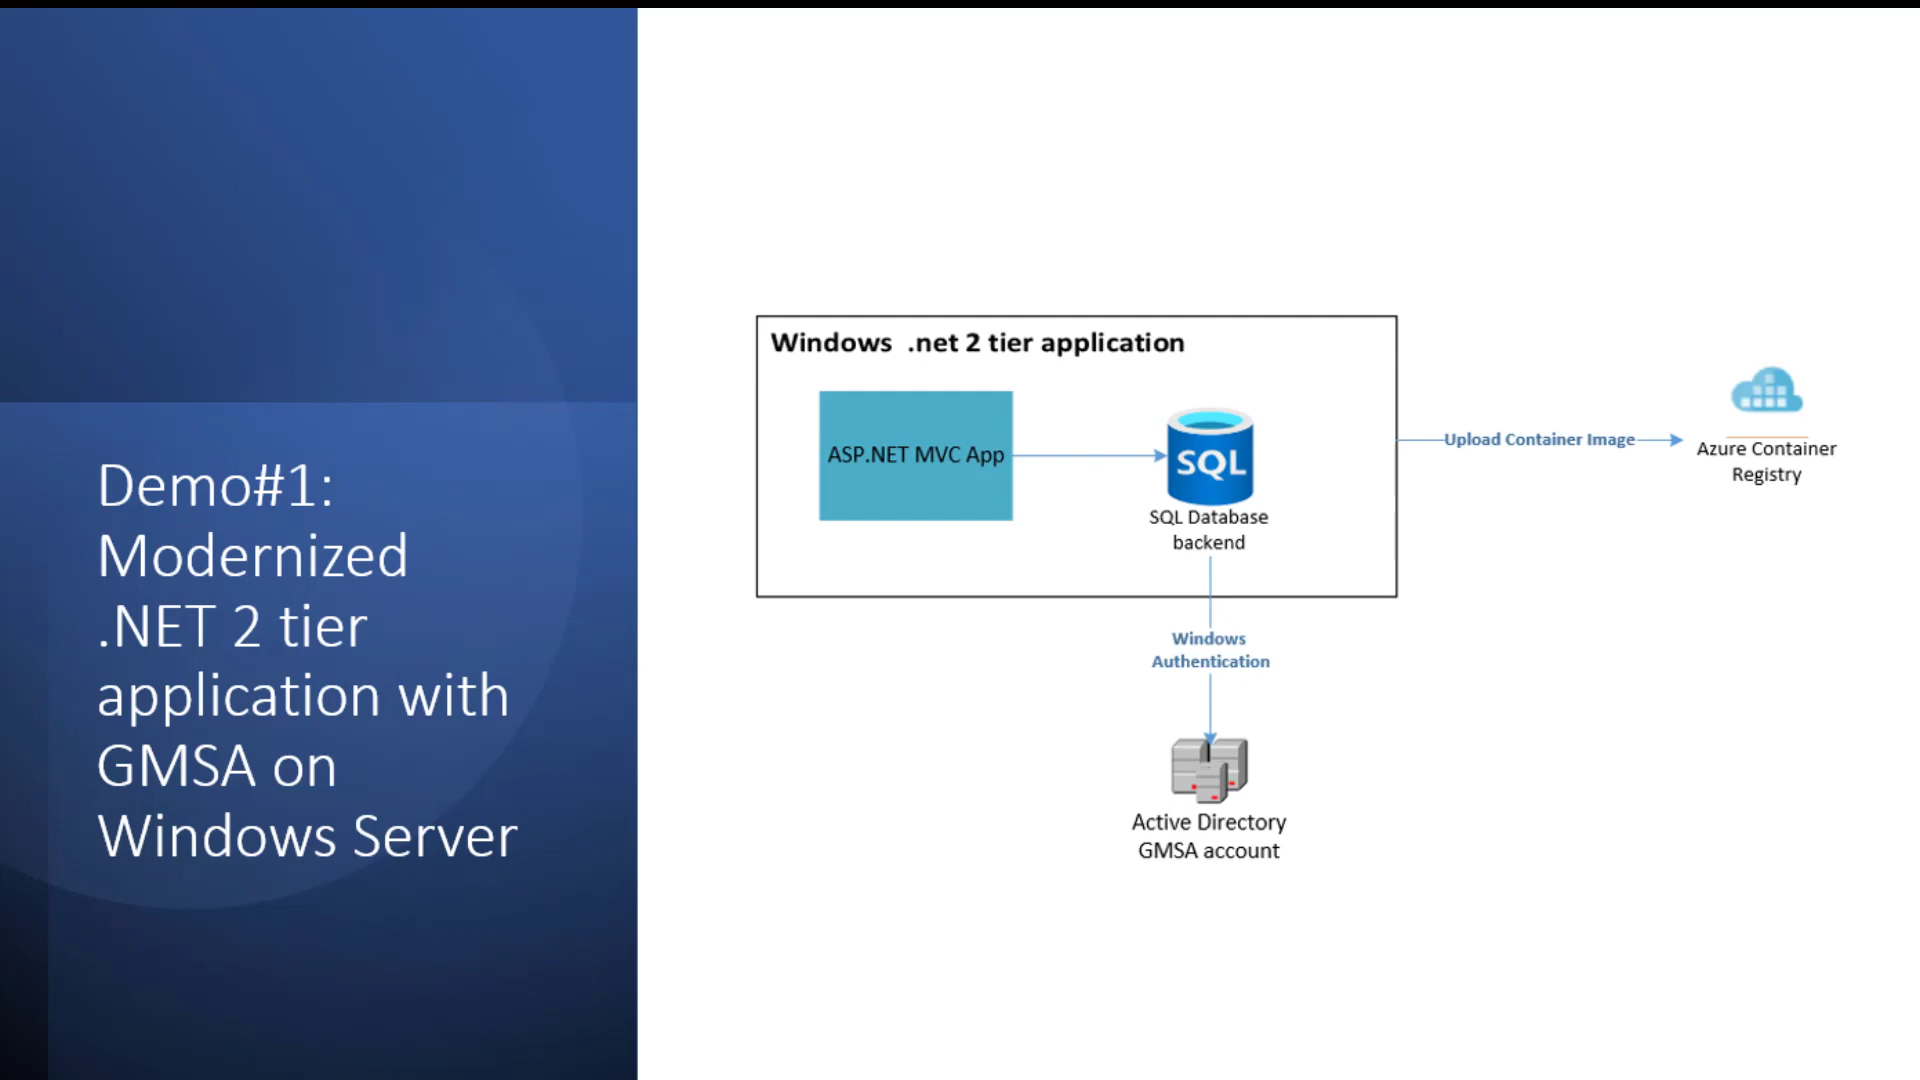 Demo#1:
Modernized
.NET 2 tier
application with
GMSA on
Windows Server
Windows .net 2 tier application
ASP.NET MVC App
SQL
SQL Database
backend
Upload Container Image
Azure Container
Registry
Windows
Authentication
Active Directory
GMSA account